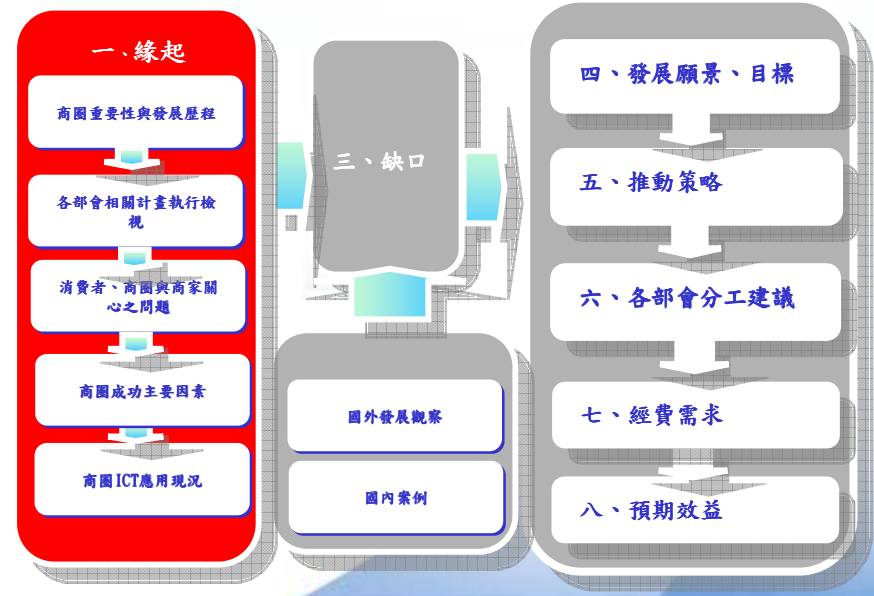 一、緣起
商圈重要性與發展歷程
各部會相關計畫執行檢
視
消費者、商圈與商家關
心之問題
商圈成功主要因素
商圈ICT應用現況
三、缺口
國外發展觀察
國內案例
四、發展願景、目標
五、推動策略
六、各部會分工建議
七、經費需求
八、預期效益